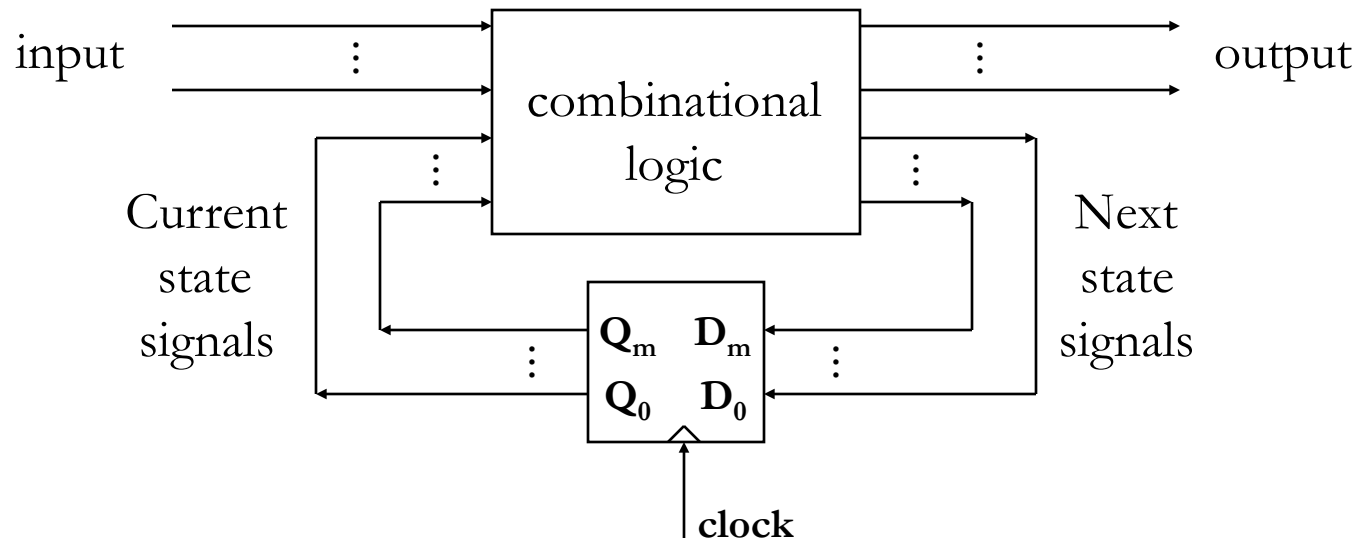 input
output
combinational
logic
Current
state
signals
Next
state
signals
Qm Dm
Q0 D0
clock